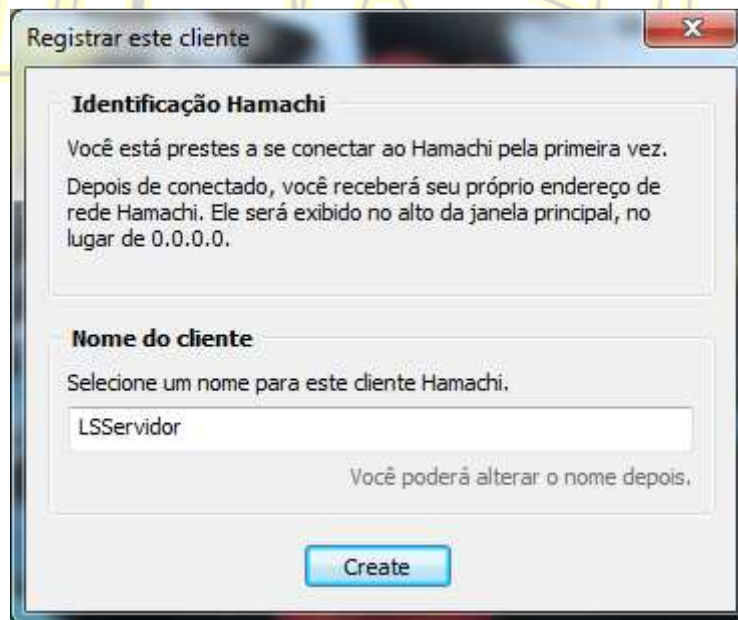 Registrar este cliente
Identificação Hamachi
Você está prestes a se conectar ao Hamachi pela primeira vez.
Depois de conectado, você receberá seu próprio endereço de
rede Hamachi. Ele será exibido no alto da janela principal, no
lugar de 0.0.0.0.
Nome do cliente
Selecione um nome para este cliente Hamachi.
LSServidor
Você poderá alterar o nome depois.
Create